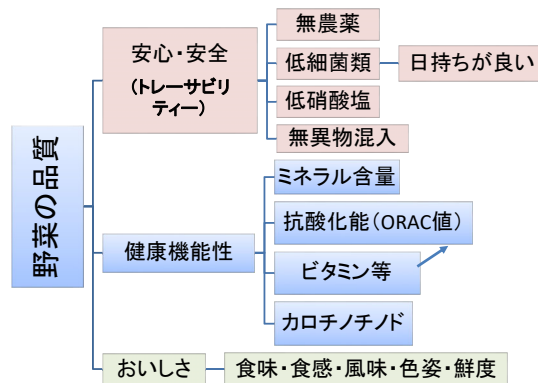 野菜の品質
安心・安全
(トレーサビリ
ティー)
無農薬
低細菌類
日持ちが良い
低硝酸塩
無異物混入
健康機能性
ミネラル含量
抗酸化能(ORAC値)
ビタミン等
カロチノチノド
おいしさ
食味・食感・風味・色姿・鮮度